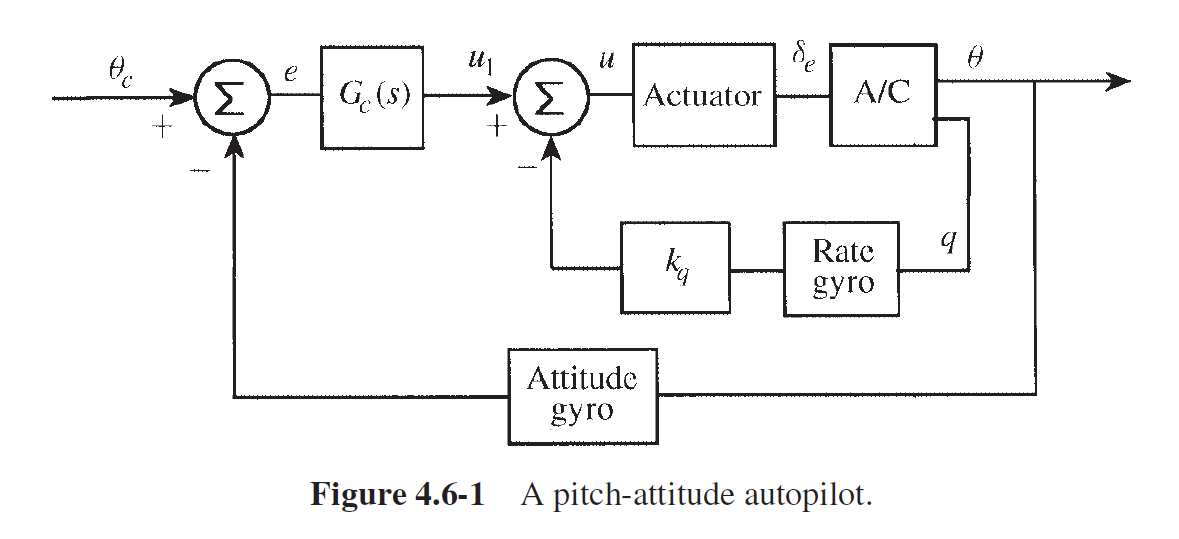 θc + − Σ e Gc(s) u1 + − Σ u Actuator δe A/C θ
kq Rate gyro q
Attitude gyro
Figure 4.6-1 A pitch-attitude autopilot.